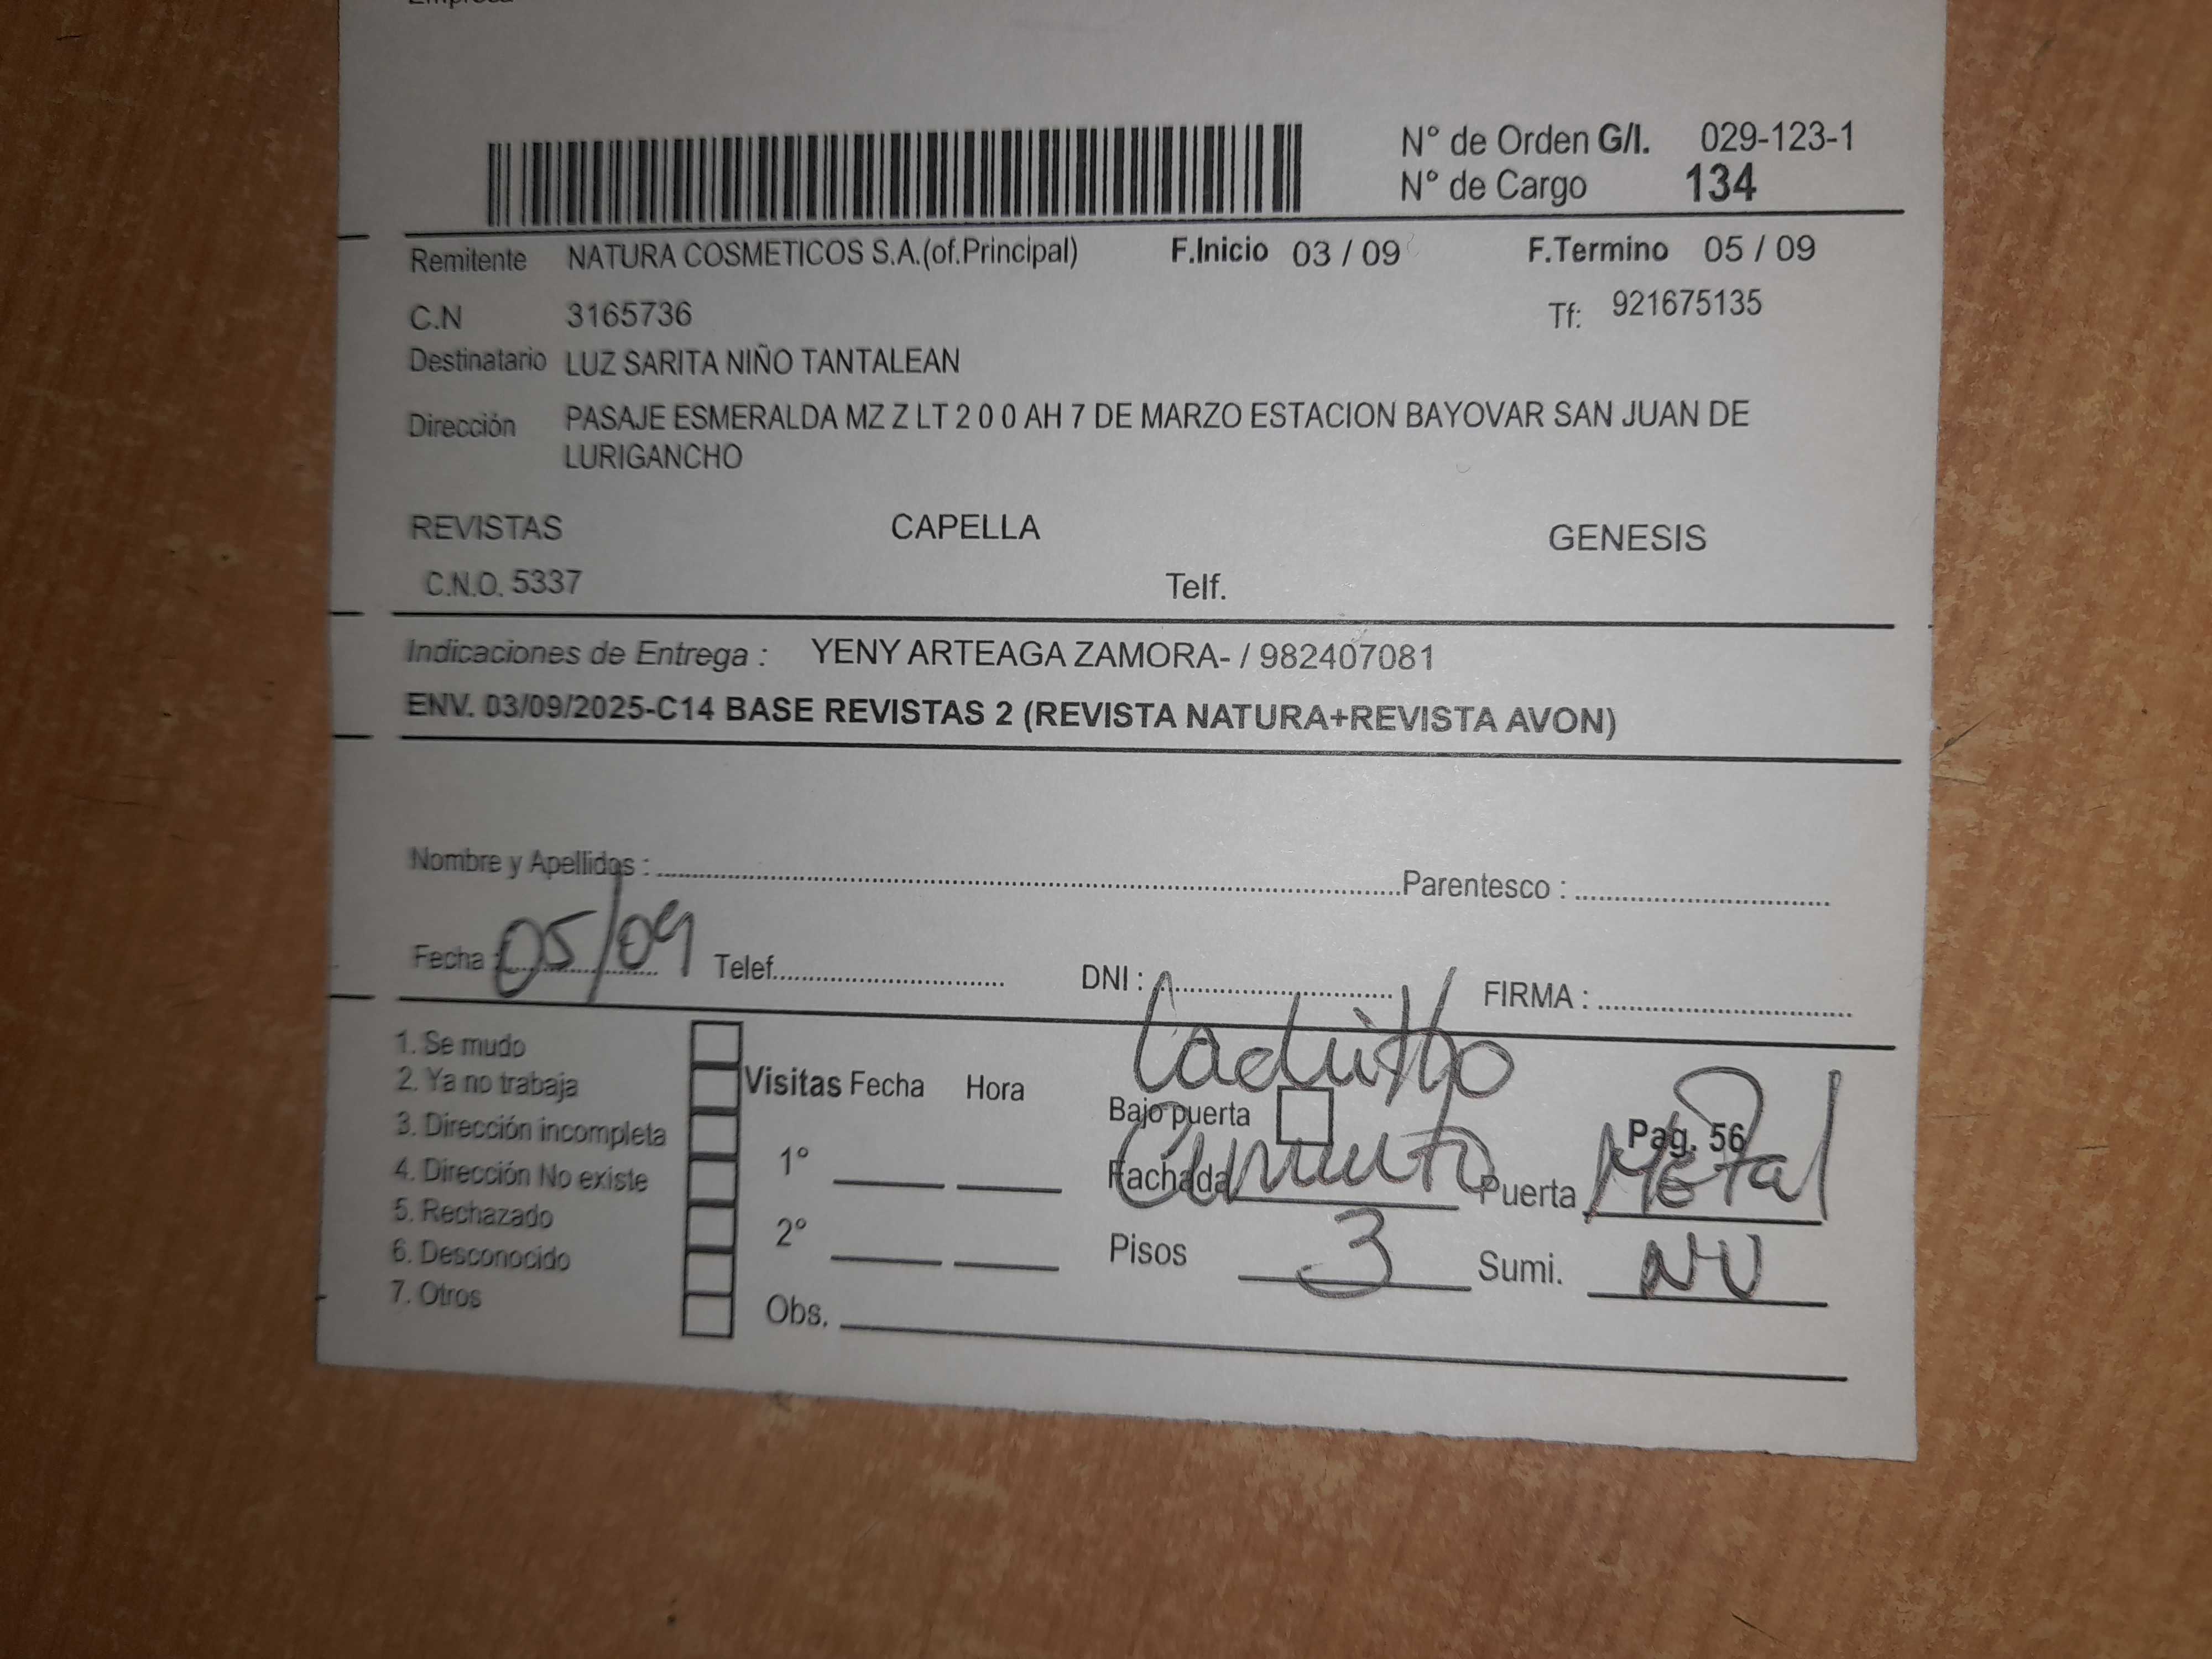 Empresa
N° de Orden G/I. 029-123-1
N° de Cargo 134
Remitente NATURA COSMETICOS S.A.(of.Principal) F.Inicio 03 / 09 F.Termino 05 / 09
C.N 3165736 Tf: 921675135
Destinatario LUZ SARITA NIÑO TANTALEAN
Dirección PASAJE ESMERALDA MZ Z LT 2 0 0 AH 7 DE MARZO ESTACION BAYOVAR SAN JUAN DE
LURIGANCHO
REVISTAS CAPELLA GENESIS
C.N.O. 5337 Telf.
Indicaciones de Entrega : YENY ARTEAGA ZAMORA- / 982407081
ENV. 03/09/2025-C14 BASE REVISTAS 2 (REVISTA NATURA+REVISTA AVON)
Nombre y Apellidos : Parentesco :
Fecha : 05/09 Telef. DNI : FIRMA :
1. Se mudo
2. Ya no trabaja Visitas Fecha Hora Ladrillo
3. Dirección incompleta Bajo puerta Pag. 56
4. Dirección No existe 1° Fachada Cemento Puerta Metal
5. Rechazado 2° Pisos 3 Sumi.
6. Desconocido
7. Otros Obs.